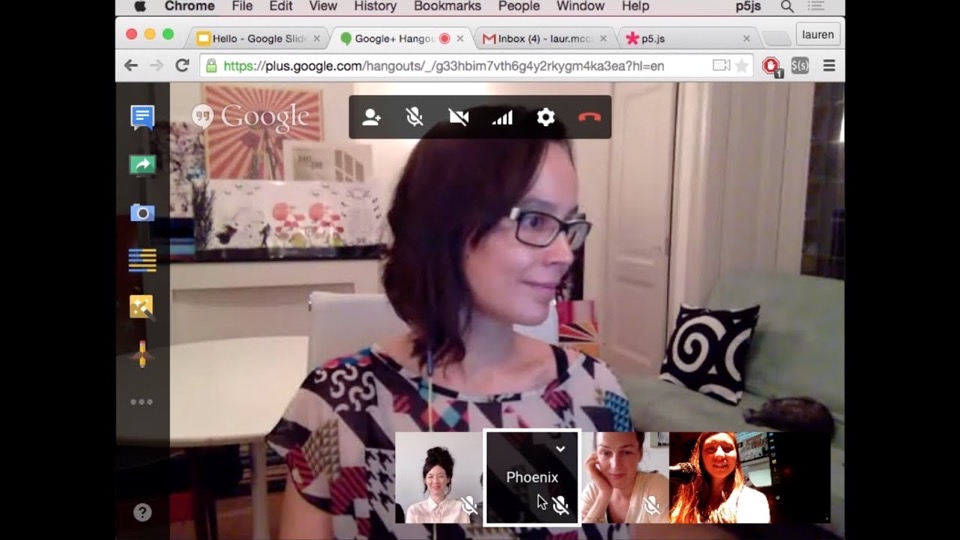 Chrome File Edit View History Bookmarks People Window Help p5js
Hello - Google Slid Google+ Hangou Inbox (4) - laur.mcc p5.js lauren
https://plus.google.com/hangouts/_/g33hbim7vth6g4y2rkygm4ka3ea?hl=en
1 $(s)
Google
Phoenix
?